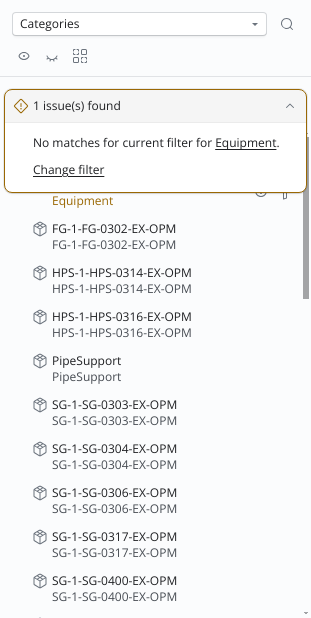 Categories
1 issue(s) found
No matches for current filter for Equipment.
Change filter
Equipment
FG-1-FG-0302-EX-OPM
FG-1-FG-0302-EX-OPM
HPS-1-HPS-0314-EX-OPM
HPS-1-HPS-0314-EX-OPM
HPS-1-HPS-0316-EX-OPM
HPS-1-HPS-0316-EX-OPM
PipeSupport
PipeSupport
SG-1-SG-0303-EX-OPM
SG-1-SG-0303-EX-OPM
SG-1-SG-0304-EX-OPM
SG-1-SG-0304-EX-OPM
SG-1-SG-0306-EX-OPM
SG-1-SG-0306-EX-OPM
SG-1-SG-0317-EX-OPM
SG-1-SG-0317-EX-OPM
SG-1-SG-0400-EX-OPM
SG-1-SG-0400-EX-OPM